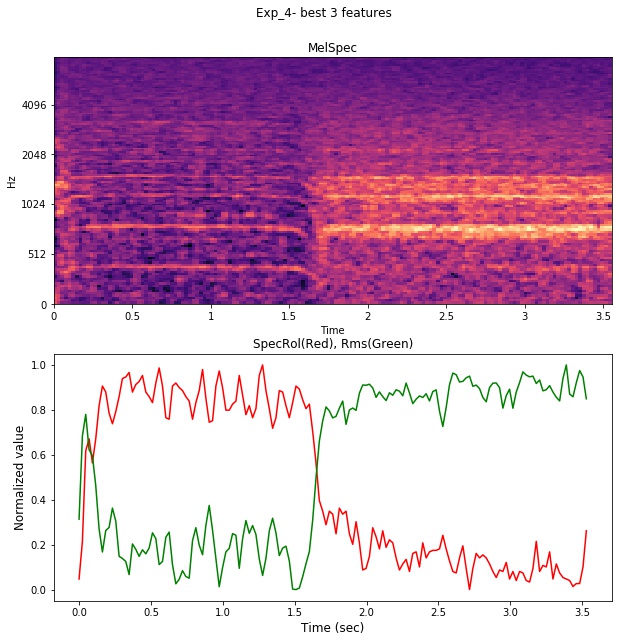 Exp_4- best 3 features
MelSpec
4096
2048
1024
512
0
Hz
0 0.5 1 1.5 2 2.5 3 3.5
Time
SpecRol(Red), Rms(Green)
1.0
0.8
0.6
0.4
0.2
0.0
Normalized value
0.0 0.5 1.0 1.5 2.0 2.5 3.0 3.5
Time (sec)